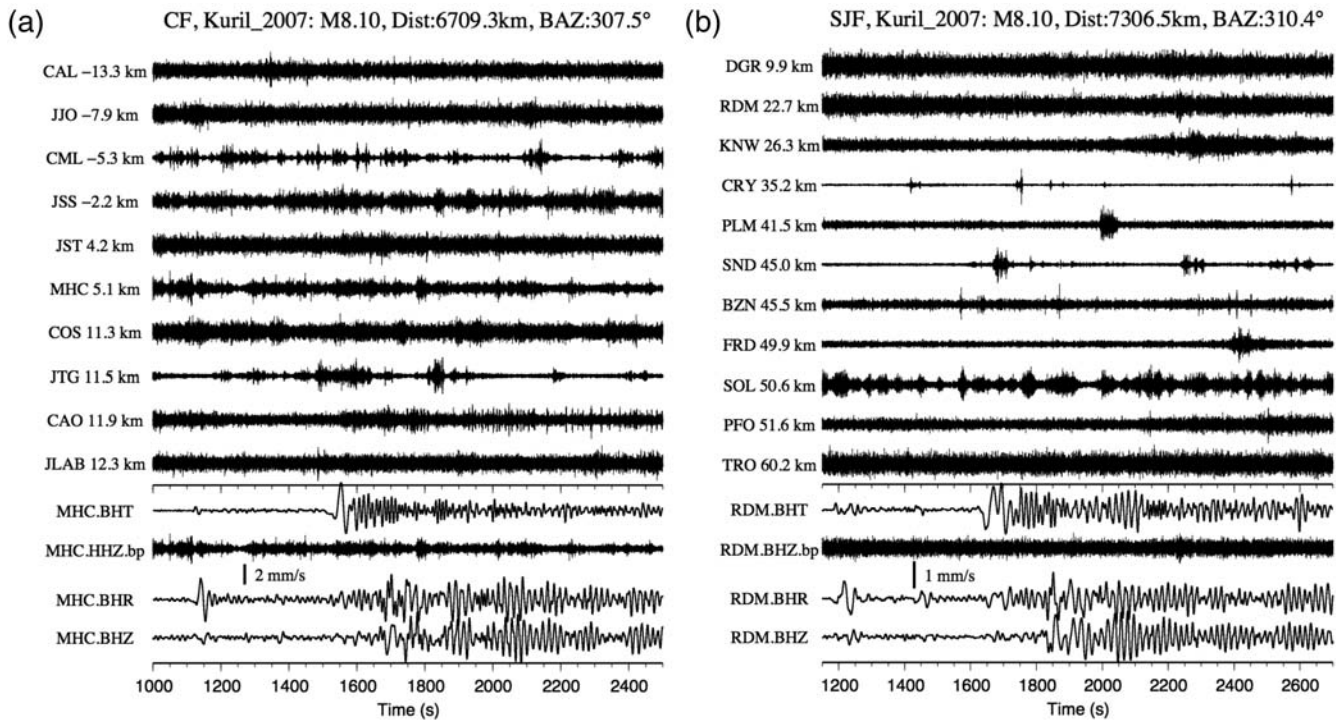 (a) CF, Kuril_2007: M8.10, Dist:6709.3km, BAZ:307.5°
CAL −13.3 km
JJO −7.9 km
CML −5.3 km
JSS −2.2 km
JST 4.2 km
MHC 5.1 km
COS 11.3 km
JTG 11.5 km
CAO 11.9 km
JLAB 12.3 km
MHC.BHT
MHC.HHZ.bp
2 mm/s
MHC.BHR
MHC.BHZ
1000 1200 1400 1600 1800 2000 2200 2400
Time (s)
(b) SJF, Kuril_2007: M8.10, Dist:7306.5km, BAZ:310.4°
DGR 9.9 km
RDM 22.7 km
KNW 26.3 km
CRY 35.2 km
PLM 41.5 km
SND 45.0 km
BZN 45.5 km
FRD 49.9 km
SOL 50.6 km
PFO 51.6 km
TRO 60.2 km
RDM.BHT
RDM.BHZ.bp
1 mm/s
RDM.BHR
RDM.BHZ
1200 1400 1600 1800 2000 2200 2400 2600
Time (s)